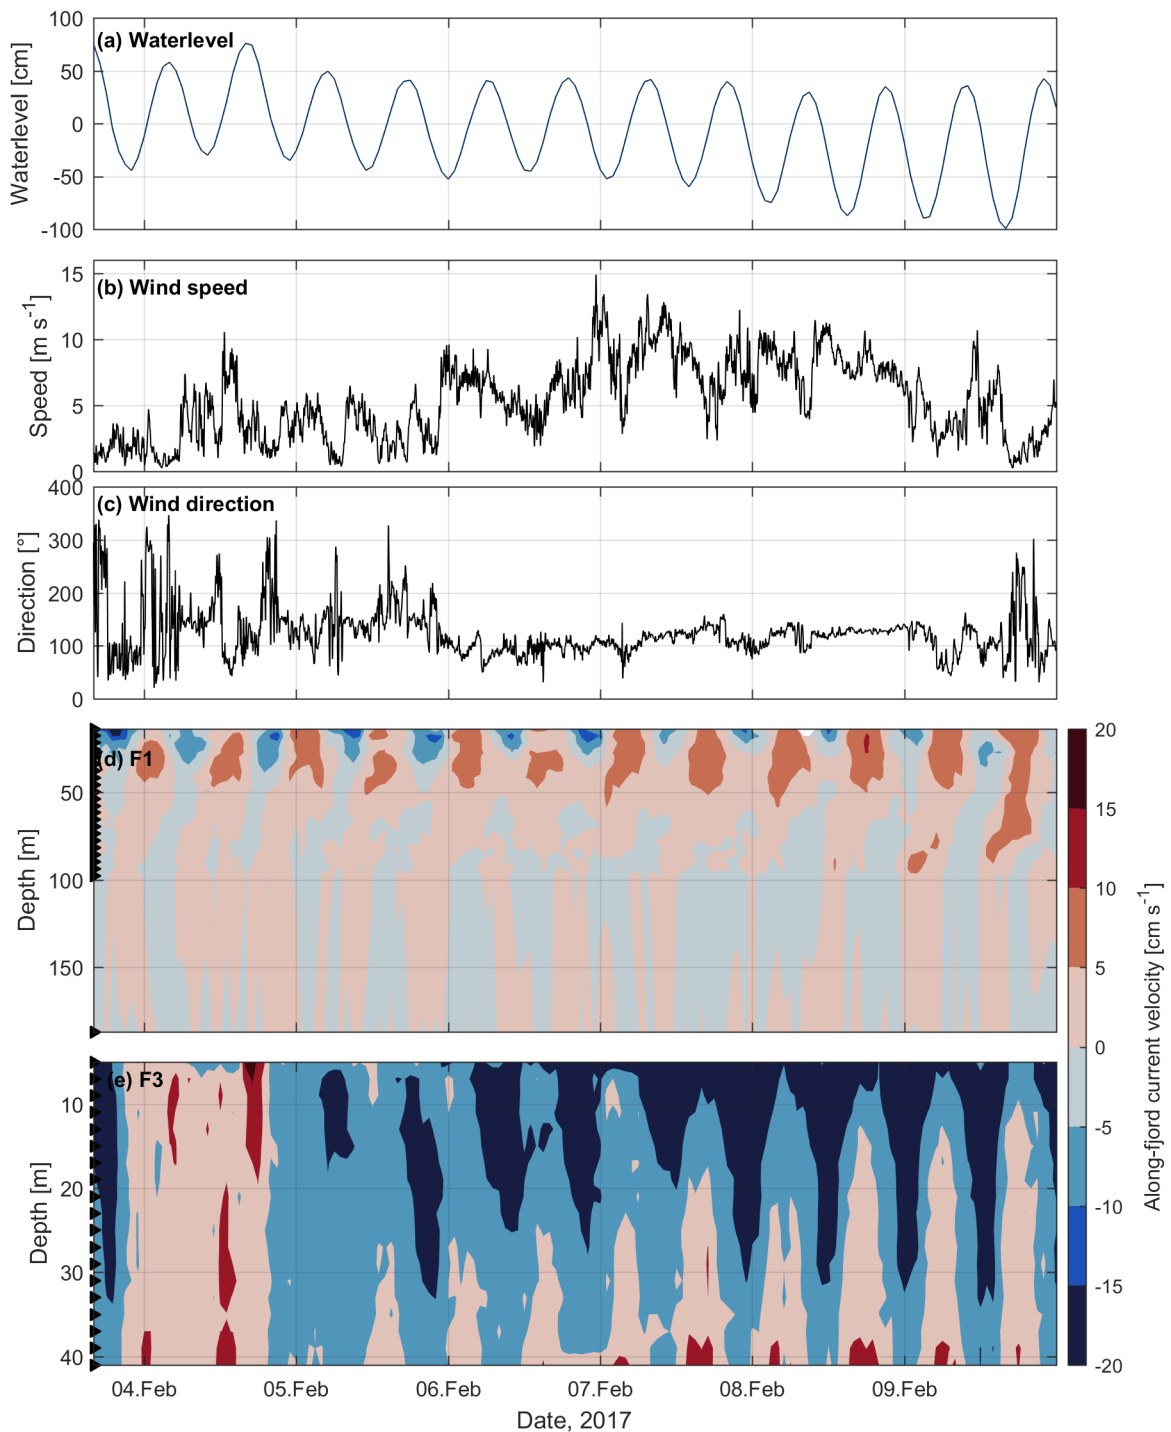 (a) Waterlevel
Waterlevel [cm]
100
50
0
-50
-100
(b) Wind speed
Speed [m s-1]
15
10
5
0
(c) Wind direction
Direction [°]
400
300
200
100
0
(d) F1
Depth [m]
50
100
150
(e) F3
Depth [m]
10
20
30
40
04.Feb 05.Feb 06.Feb 07.Feb 08.Feb 09.Feb
Date, 2017
20
15
10
5
0
-5
-10
-15
-20
Along-fjord current velocity [cm s-1]